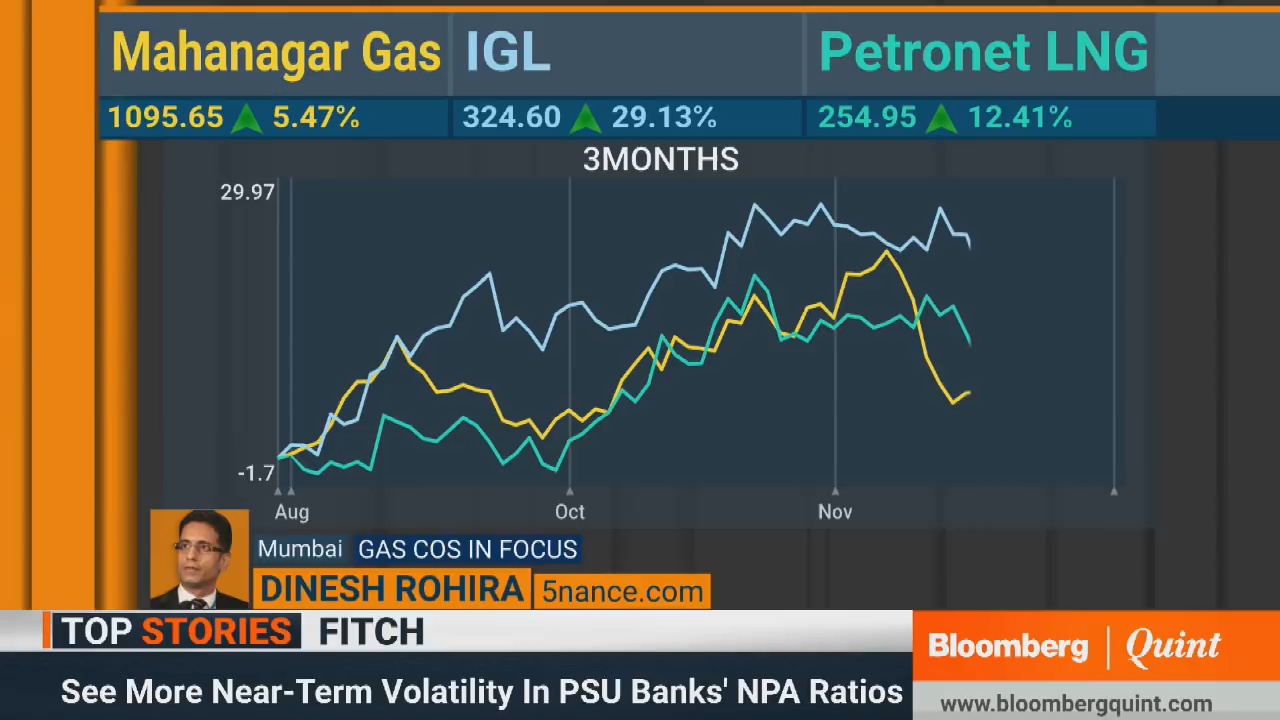 Mahanagar Gas IGL Petronet LNG
1095.65 5.47% 324.60 29.13% 254.95 12.41%
3MONTHS
29.97
-1.7
Aug Oct Nov
Mumbai GAS COS IN FOCUS
DINESH ROHIRA 5nance.com
TOP STORIES FITCH
Bloomberg | Quint
See More Near-Term Volatility In PSU Banks' NPA Ratios
www.bloombergquint.com